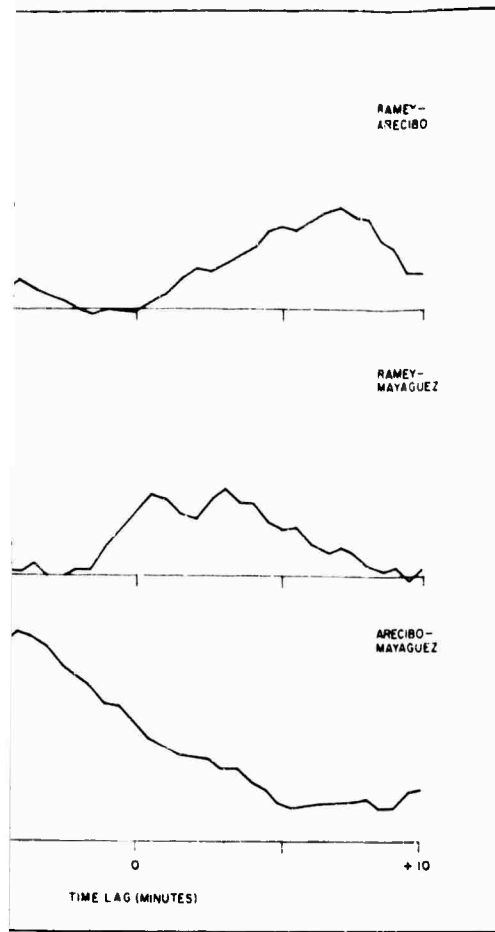 RAMEY–
ARECIBO
RAMEY–
MAYAGUEZ
ARECIBO–
MAYAGUEZ
0
+10
TIME LAG (MINUTES)